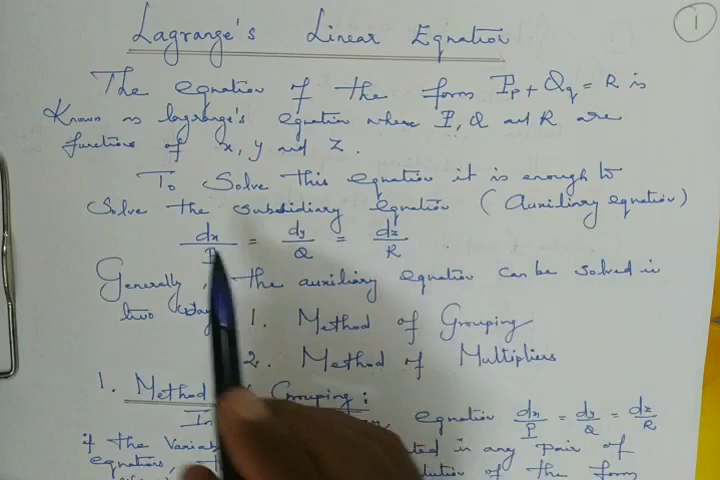 1
Lagrange's Linear Equation
The equation of the form Pp + Qq = R is
Known as lagrange's equation where P, Q and R are
functions of x, y and z.
To Solve this equation it is enough to
Solve the subsidiary equation (Auxiliary equation)
dx/P = dy/Q = dz/R
Generally, the auxiliary equation can be solved in
two ways 1. Method of Grouping
2. Method of Multipliers
1. Method Grouping:
In equation dx/P = dy/Q = dz/R
if the in any pair of
equations, of the form